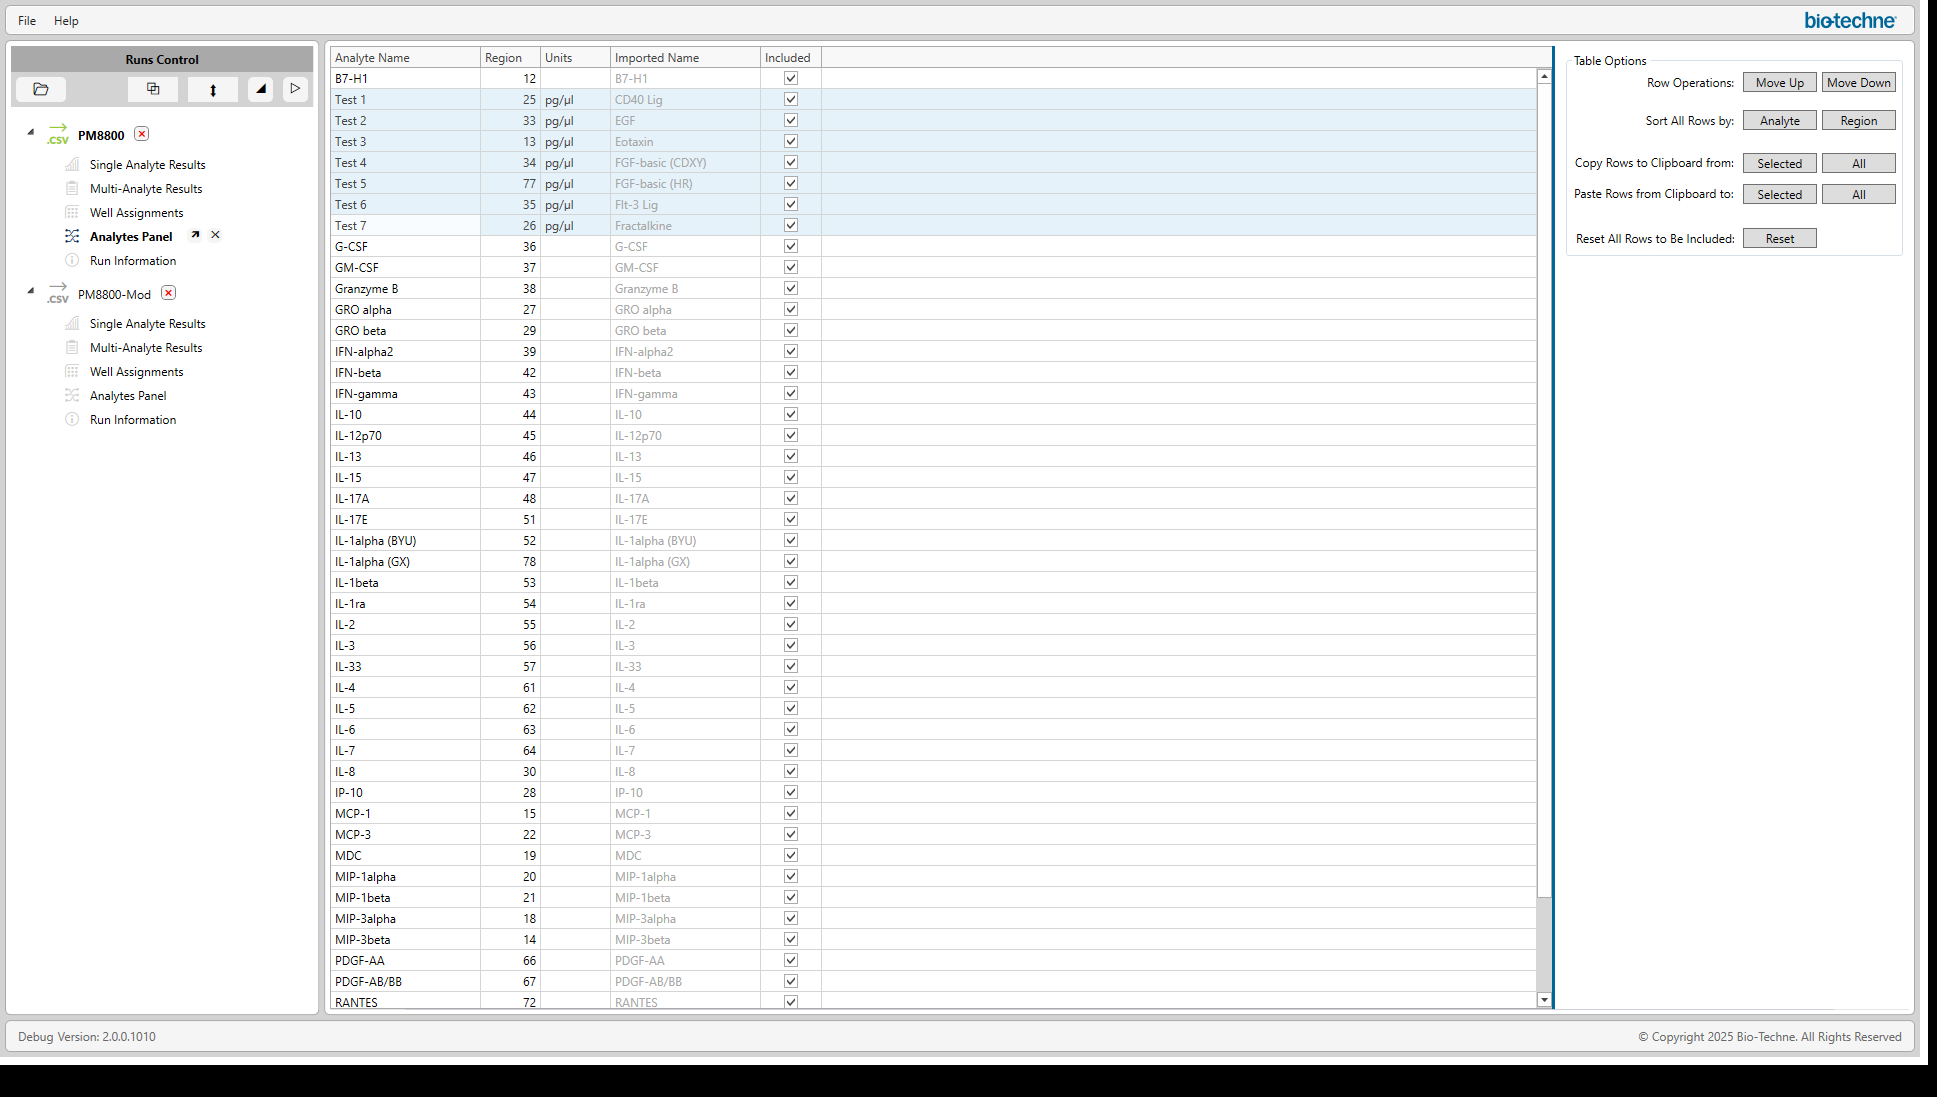 File Help
bio-techne
Runs Control
PM8800
Single Analyte Results
Multi-Analyte Results
Well Assignments
Analytes Panel
Run Information
PM8800-Mod
Single Analyte Results
Multi-Analyte Results
Well Assignments
Analytes Panel
Run Information
Analyte Name Region Units Imported Name Included
B7-H1 12 B7-H1
Test 1 25 pg/µl CD40 Lig
Test 2 33 pg/µl EGF
Test 3 13 pg/µl Eotaxin
Test 4 34 pg/µl FGF-basic (CDXY)
Test 5 77 pg/µl FGF-basic (HR)
Test 6 35 pg/µl Flt-3 Lig
Test 7 26 pg/µl Fractalkine
G-CSF 36 G-CSF
GM-CSF 37 GM-CSF
Granzyme B 38 Granzyme B
GRO alpha 27 GRO alpha
GRO beta 29 GRO beta
IFN-alpha2 39 IFN-alpha2
IFN-beta 42 IFN-beta
IFN-gamma 43 IFN-gamma
IL-10 44 IL-10
IL-12p70 45 IL-12p70
IL-13 46 IL-13
IL-15 47 IL-15
IL-17A 48 IL-17A
IL-17E 51 IL-17E
IL-1alpha (BYU) 52 IL-1alpha (BYU)
IL-1alpha (GX) 78 IL-1alpha (GX)
IL-1beta 53 IL-1beta
IL-1ra 54 IL-1ra
IL-2 55 IL-2
IL-3 56 IL-3
IL-33 57 IL-33
IL-4 61 IL-4
IL-5 62 IL-5
IL-6 63 IL-6
IL-7 64 IL-7
IL-8 30 IL-8
IP-10 28 IP-10
MCP-1 15 MCP-1
MCP-3 22 MCP-3
MDC 19 MDC
MIP-1alpha 20 MIP-1alpha
MIP-1beta 21 MIP-1beta
MIP-3alpha 18 MIP-3alpha
MIP-3beta 14 MIP-3beta
PDGF-AA 66 PDGF-AA
PDGF-AB/BB 67 PDGF-AB/BB
RANTES 72 RANTES
Table Options
Row Operations: Move Up Move Down
Sort All Rows by: Analyte Region
Copy Rows to Clipboard from: Selected All
Paste Rows from Clipboard to: Selected All
Reset All Rows to Be Included: Reset
Debug Version: 2.0.0.1010
© Copyright 2025 Bio-Techne. All Rights Reserved